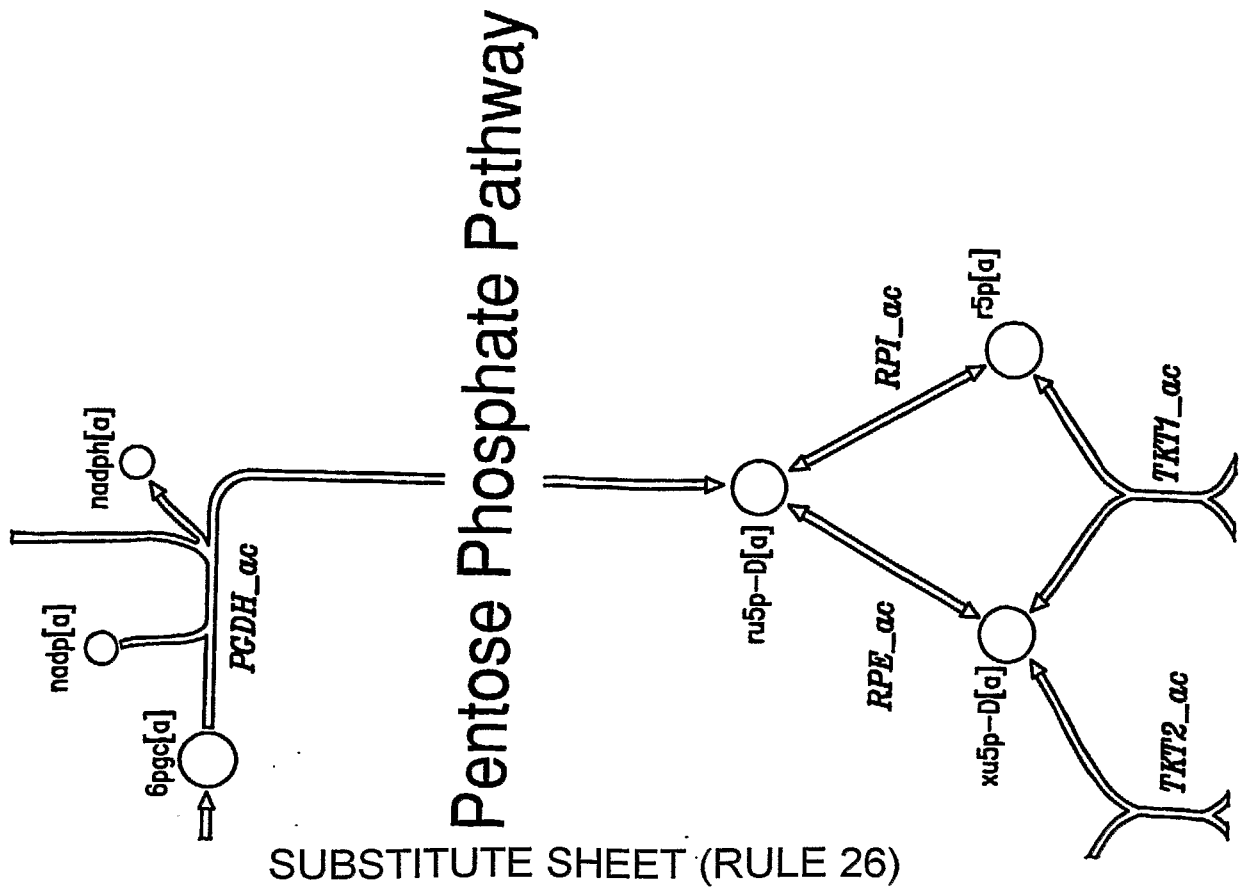 nadp[a]
nadph[a]
6pgc[a]
PGDH_ac
Pentose Phosphate Pathway
ru5p-D[a]
RPI_ac
r5p[a]
RPE_ac
xu5p-D[a]
TKT1_ac
TKT2_ac
SUBSTITUTE SHEET (RULE 26)